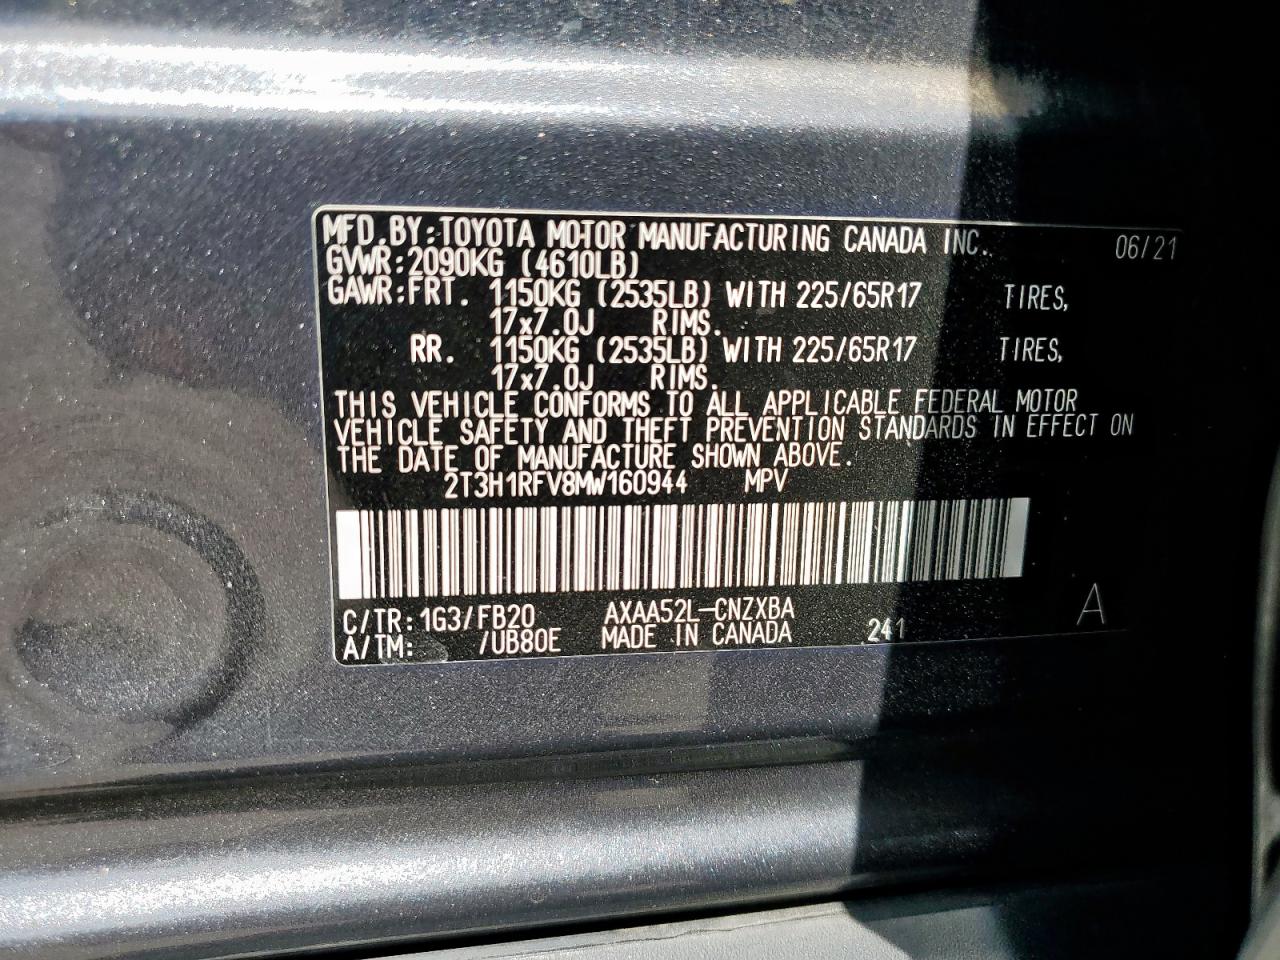 MFD.BY:TOYOTA MOTOR MANUFACTURING CANADA INC. 06/21
GVWR:2090KG (4610LB)
GAWR:FRT. 1150KG (2535LB) WITH 225/65R17 TIRES,
17x7.0J RIMS.
RR. 1150KG (2535LB) WITH 225/65R17 TIRES,
17x7.0J RIMS.
THIS VEHICLE CONFORMS TO ALL APPLICABLE FEDERAL MOTOR
VEHICLE SAFETY AND THEFT PREVENTION STANDARDS IN EFFECT ON
THE DATE OF MANUFACTURE SHOWN ABOVE.
2T3H1RFV8MW160944 MPV
C/TR:1G3/FB20 AXAA52L-CNZXBA A
A/TM: /UB80E MADE IN CANADA 241